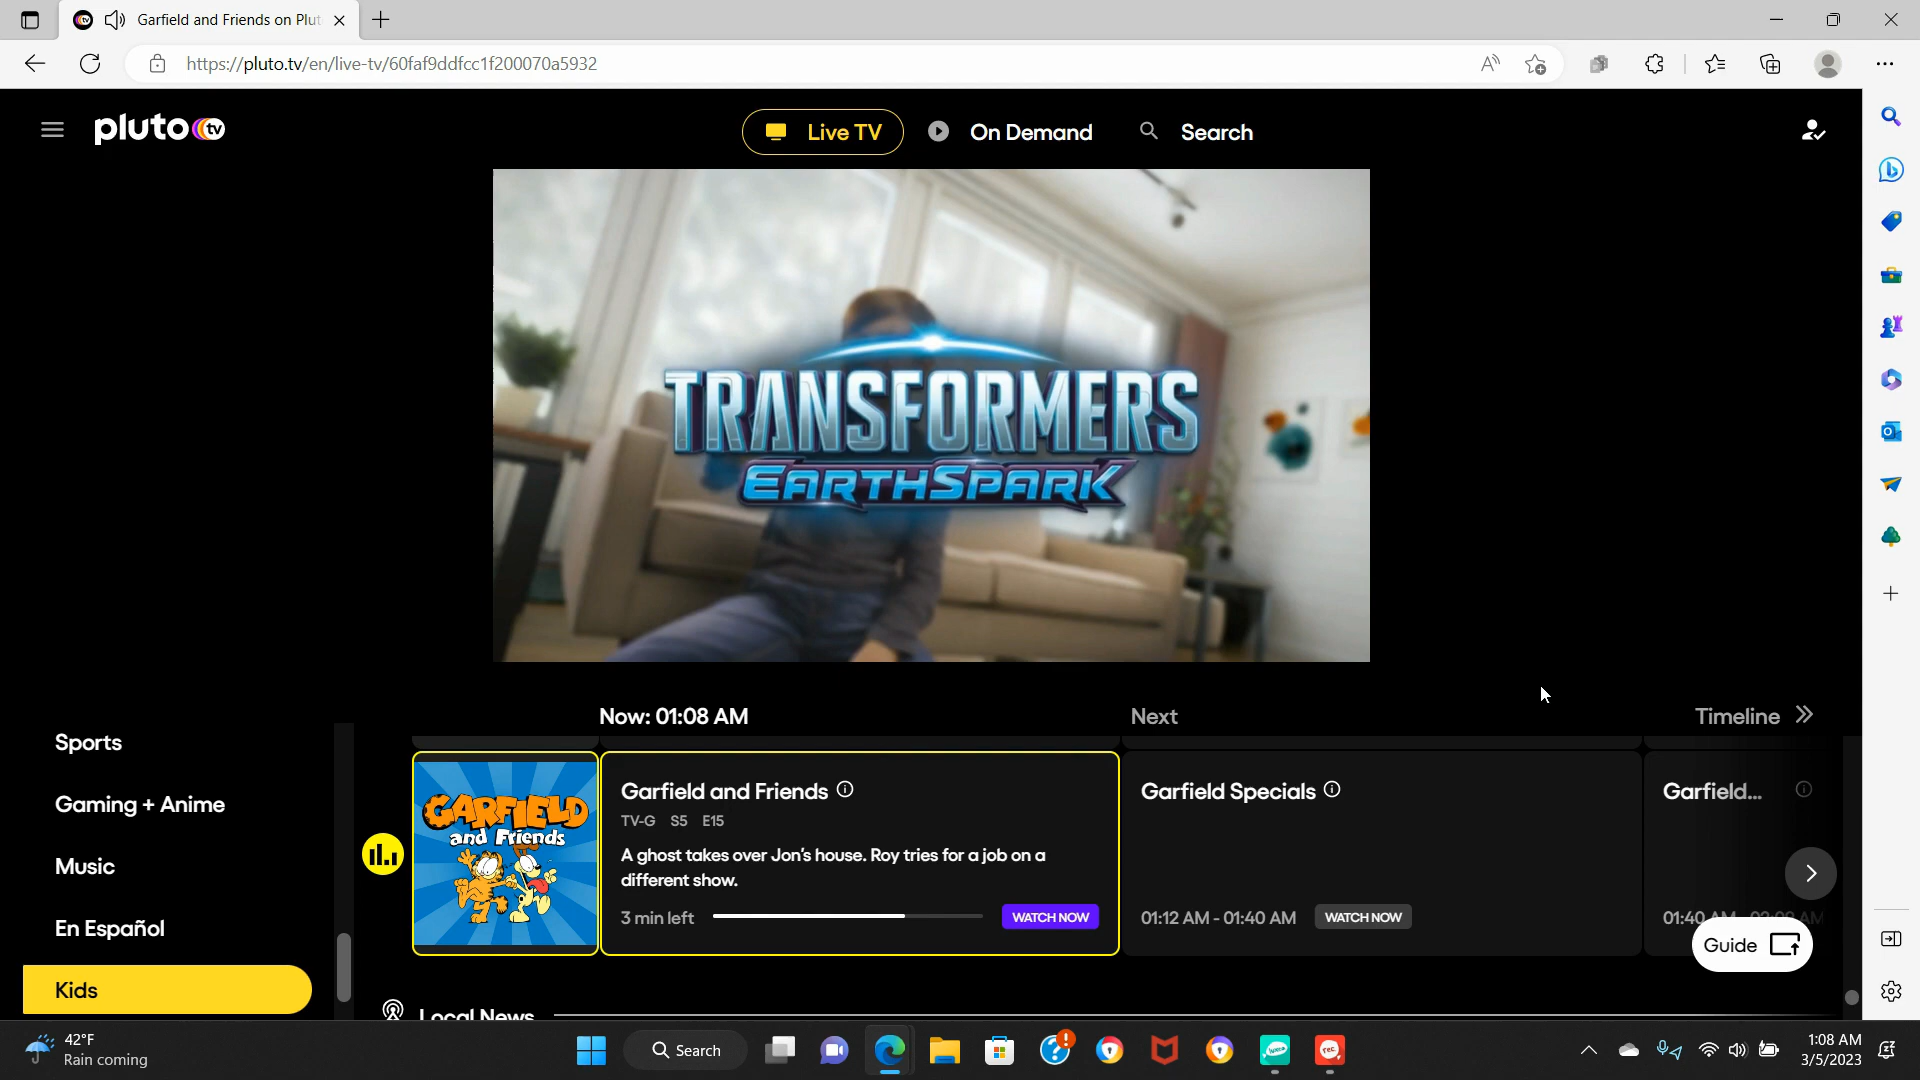 Garfield and Friends on Plut
https://pluto.tv/en/live-tv/60faf9ddfcc1f200070a5932
pluto tv
Live TV
On Demand
Search
TRANSFORMERS
EARTHSPARK
Now: 01:08 AM
Next
Timeline
Sports
Gaming + Anime
Music
En Español
Kids
GARFIELD
and Friends
Garfield and Friends
TV-G S5 E15
A ghost takes over Jon's house. Roy tries for a job on a
different show.
3 min left
WATCH NOW
Garfield Specials
01:12 AM - 01:40 AM
WATCH NOW
Garfield...
01:40
Guide
Local News
42°F
Rain coming
Search
1:08 AM
3/5/2023